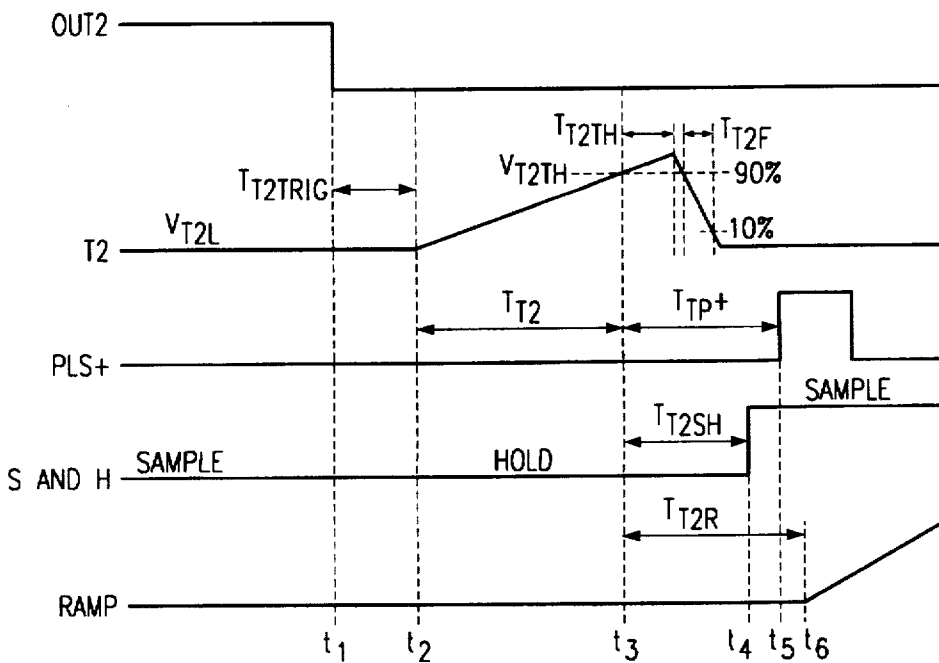 OUT2
T_T2TH
T_T2F
V_T2TH
90%
T_T2TRIG
V_T2L
10%
T2
T_T2
T_TP+
PLS+
SAMPLE
T_T2SH
SAMPLE
HOLD
S AND H
T_T2R
RAMP
t1 t2 t3 t4 t5 t6